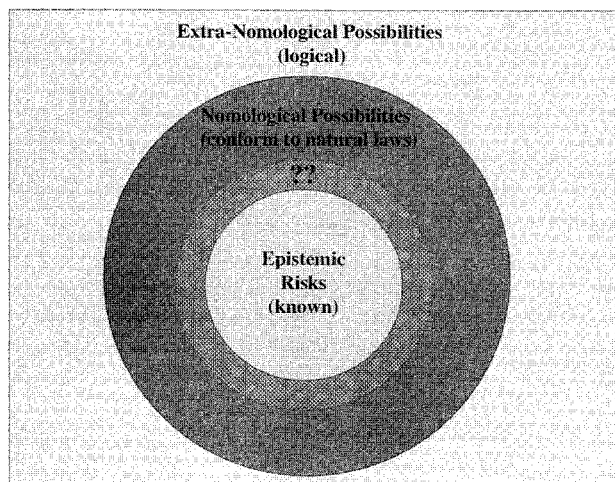 Extra-Nomological Possibilities
(logical)
Nomological Possibilities
(conform to natural laws)
??
Epistemic
Risks
(known)